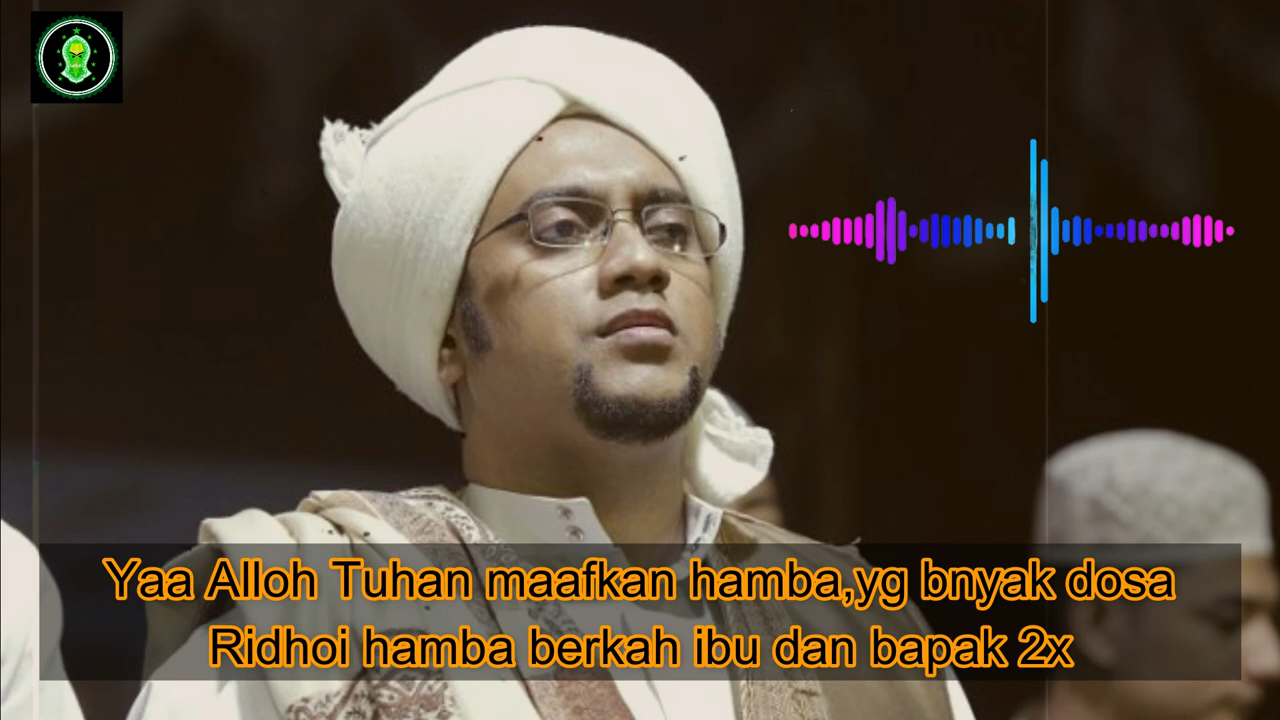 Yaa Alloh Tuhan maafkan hamba,yg bnyak dosa
Ridhoi hamba berkah ibu dan bapak 2x